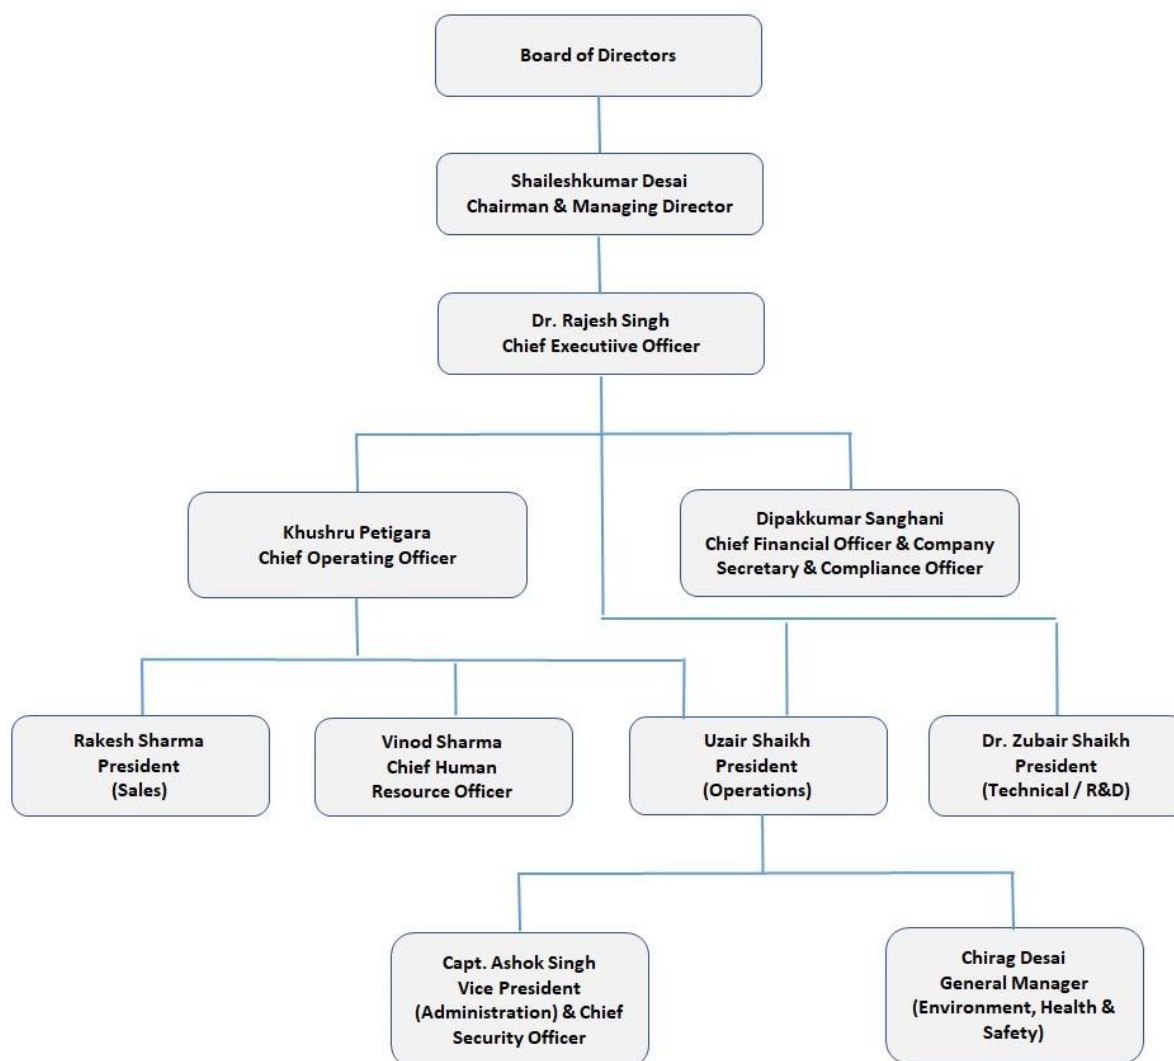 Board of Directors
Shaileshkumar Desai
Chairman & Managing Director
Dr. Rajesh Singh
Chief Executiive Officer
Khushru Petigara
Chief Operating Officer
Dipakkumar Sanghani
Chief Financial Officer & Company
Secretary & Compliance Officer
Rakesh Sharma
President
(Sales)
Vinod Sharma
Chief Human
Resource Officer
Uzair Shaikh
President
(Operations)
Dr. Zubair Shaikh
President
(Technical / R&D)
Capt. Ashok Singh
Vice President
(Administration) & Chief
Security Officer
Chirag Desai
General Manager
(Environment, Health &
Safety)